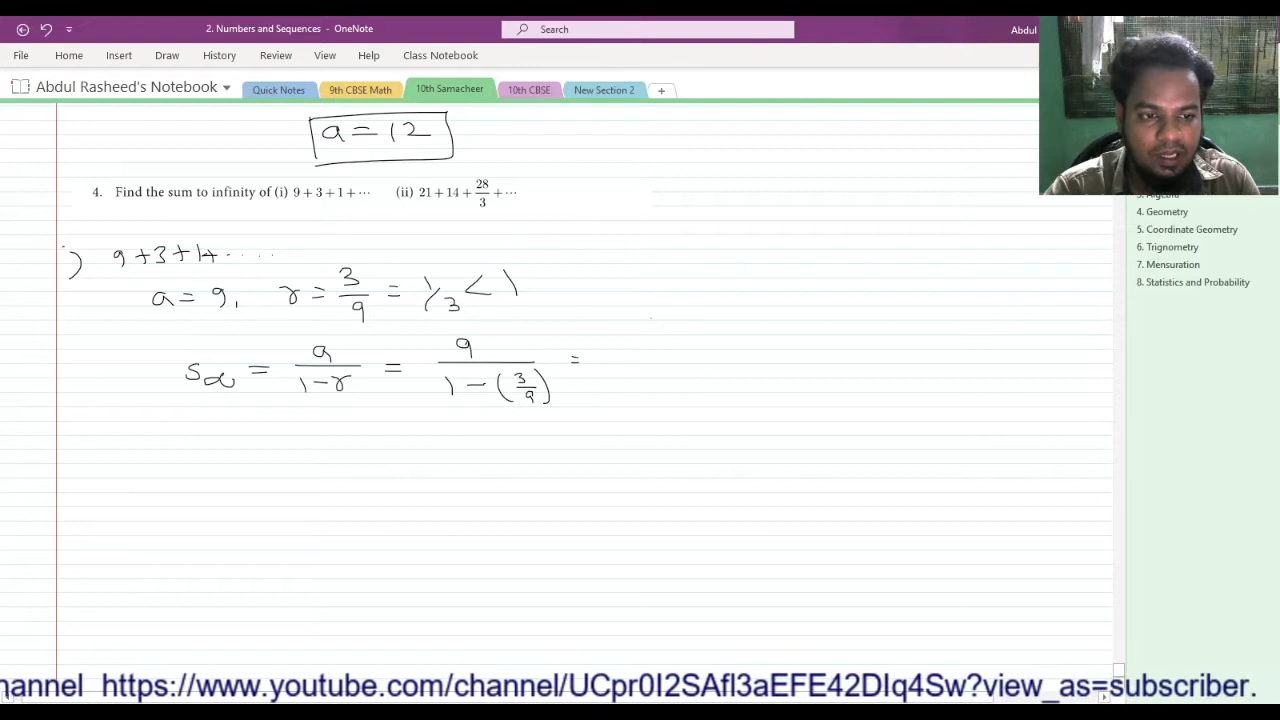 2. Numbers and Sequences - OneNote
Search
Abdul
File Home Insert Draw History Review View Help Class Notebook
Abdul Rasheed's Notebook
Quick Notes 9th CBSE Math 10th Samacheer 10th CBSE New Section 2
a = 12
4. Find the sum to infinity of (i) 9 + 3 + 1 + ⋯ (ii) 21 + 14 + 28/3 + ⋯
i) 9 + 3 + 1 + .....
a = 9, r = 3/9 = 1/3 < 1
S∞ = a/(1-r) = 9/(1-(3/9)) =
3. Algebra
4. Geometry
5. Coordinate Geometry
6. Trignometry
7. Mensuration
8. Statistics and Probability
hannel https://www.youtube.com/channel/UCpr0I2SAfl3aEFE42DIq4Sw?view_as=subscriber.